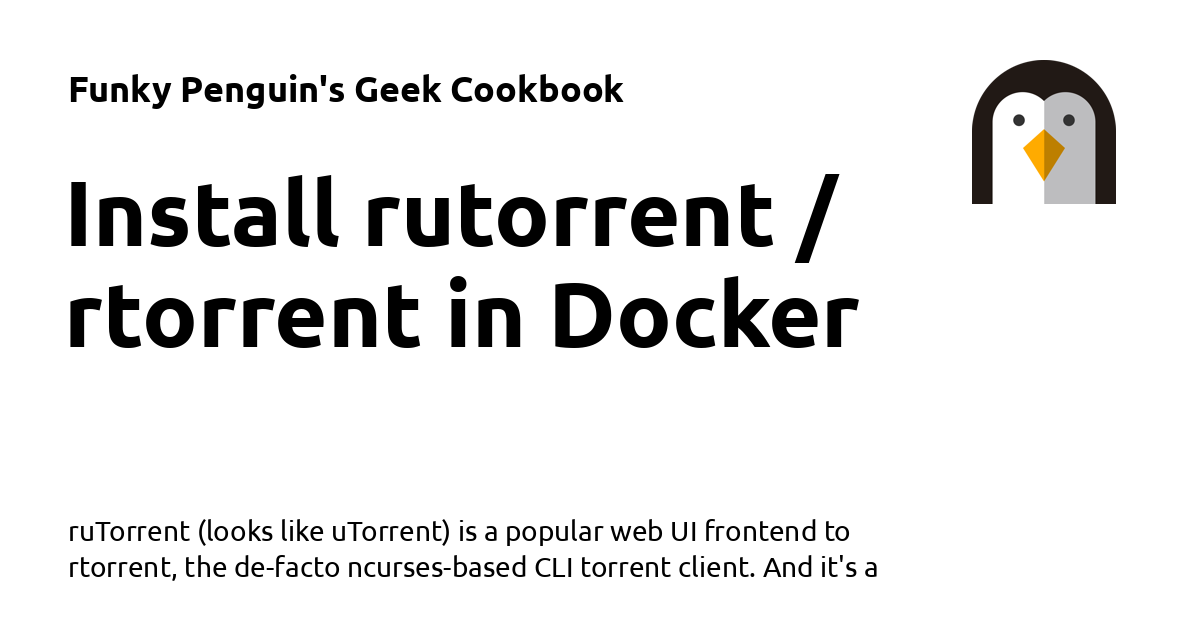 Funky Penguin's Geek Cookbook
Install rutorrent /
rtorrent in Docker
ruTorrent (looks like uTorrent) is a popular web UI frontend to
rtorrent, the de-facto ncurses-based CLI torrent client. And it's a